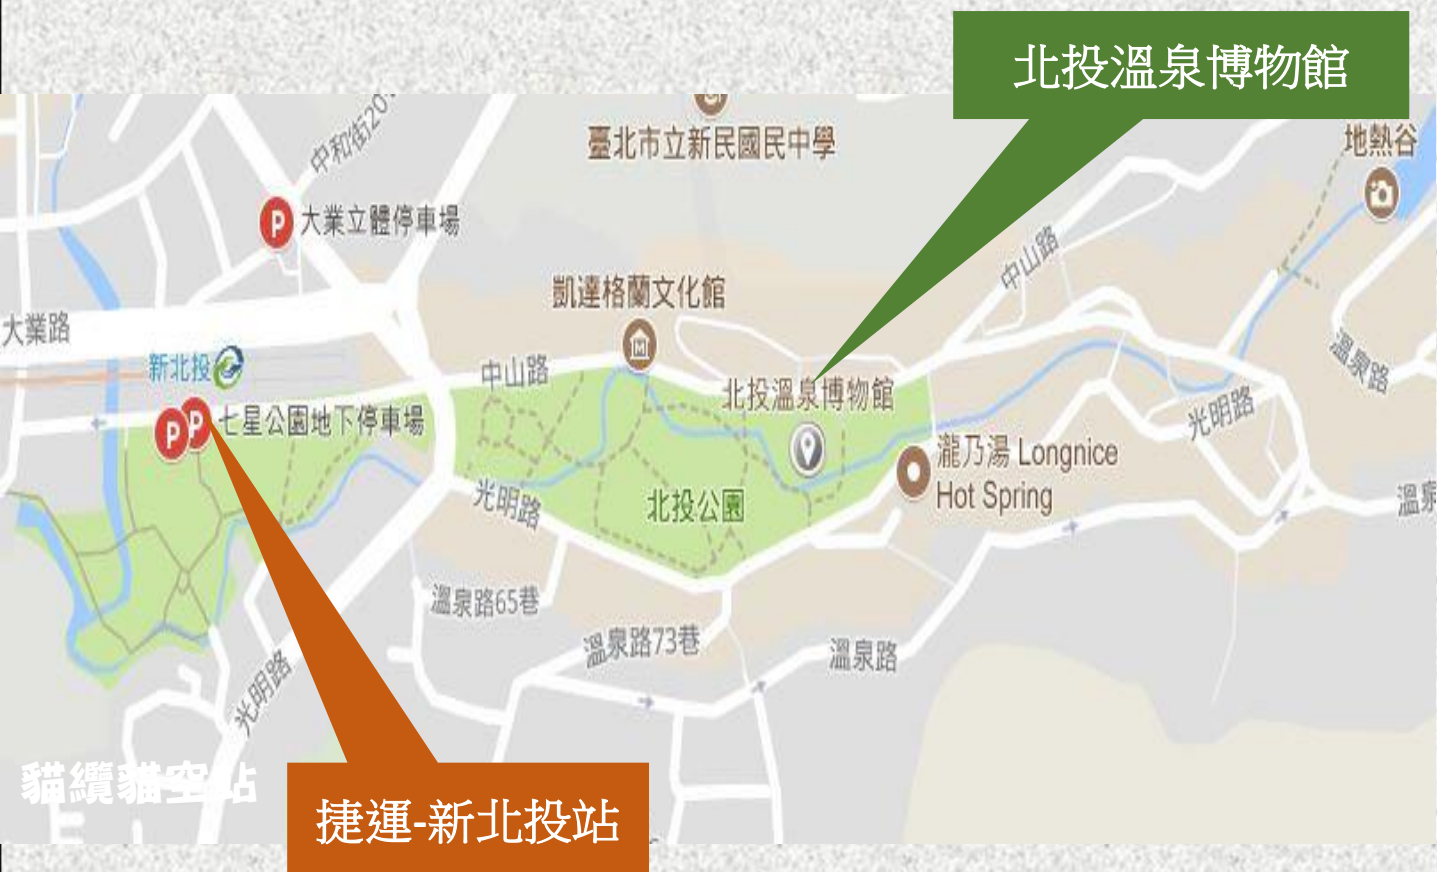 北投溫泉博物館
臺北市立新民國民中學
地熱谷
中和街20
大業立體停車場
中山路
凱達格蘭文化館
大業路
新北投
中山路
溫泉路
北投溫泉博物館
七星公園地下停車場
光明路
瀧乃湯 Longnice
Hot Spring
光明路
北投公園
溫泉
溫泉路65巷
溫泉路73巷
溫泉路
光明路
貓纜貓空站
捷運-新北投站